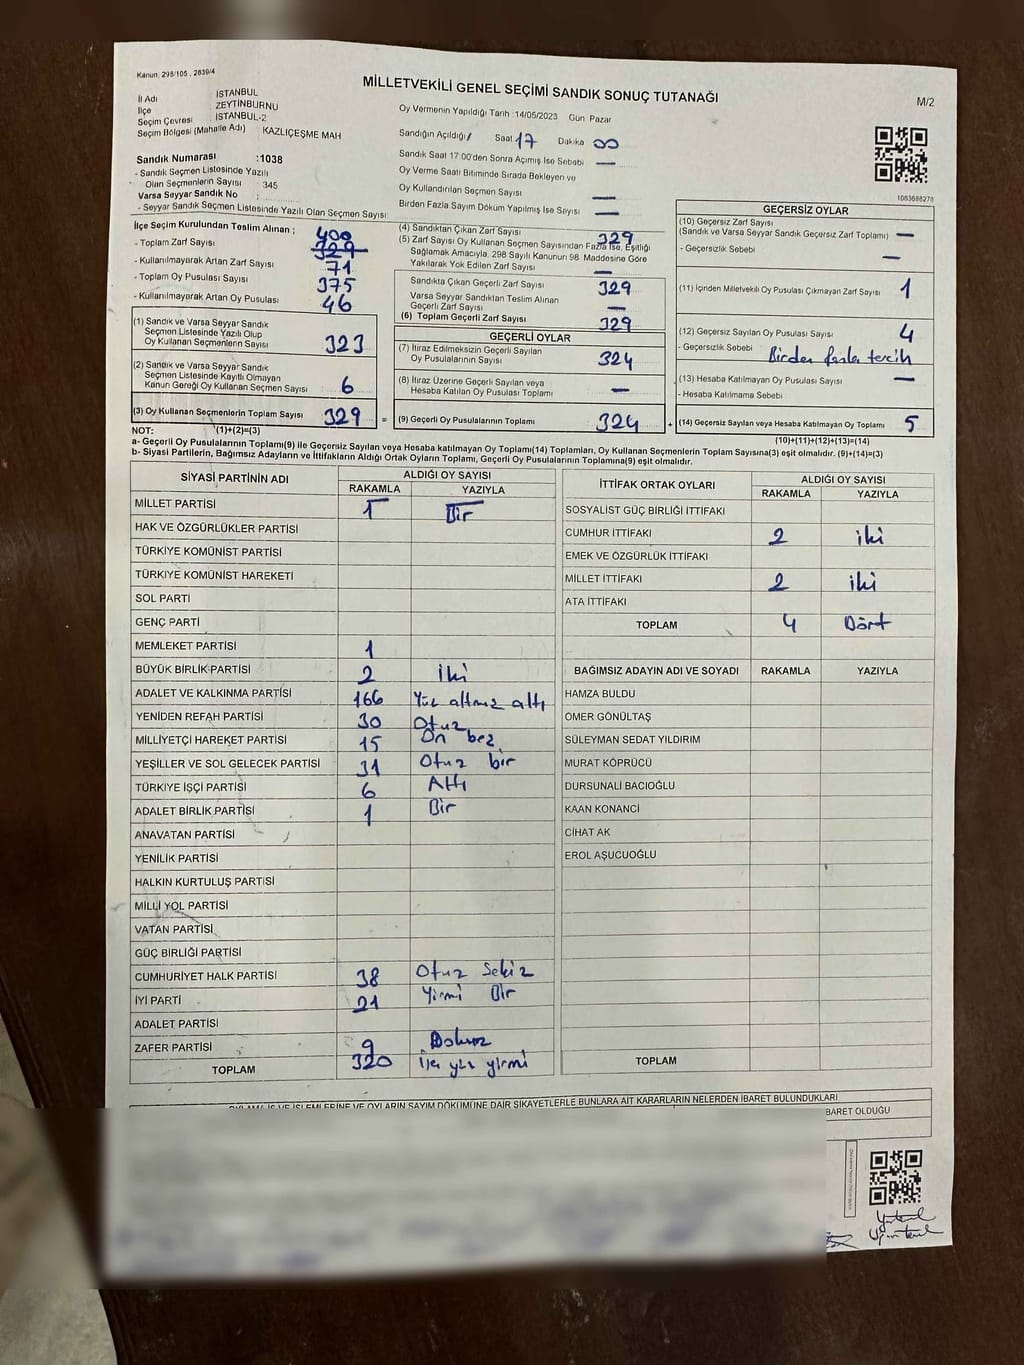 Kanun. 298/105 . 2839/4
MİLLETVEKİLİ GENEL SEÇİMİ SANDIK SONUÇ TUTANAĞI
M/2
İl Adı İSTANBUL
İlçe ZEYTİNBURNU
Seçim Çevresi İSTANBUL-2
Seçim Bölgesi (Mahalle Adı) KAZLIÇEŞME MAH
Sandık Numarası :1038
- Sandık Seçmen Listesinde Yazılı
Olan Seçmenlerin Sayısı : 345
Varsa Seyyar Sandık No :
- Seyyar Sandık Seçmen Listesinde Yazılı Olan Seçmen Sayısı:
Oy Vermenin Yapıldığı Tarih :14/05/2023 Gün Pazar
Sandığın Açıldığı/ Saat 17 Dakika 00
Sandık Saat 17:00'den Sonra Açılmış İse Sebebi —
Oy Verme Saati Bitiminde Sırada Bekleyen ve
Oy Kullandırılan Seçmen Sayısı —
Birden Fazla Sayım Döküm Yapılmış İse Sayısı —
1083688278
İlçe Seçim Kurulundan Teslim Alınan ; 400
- Toplam Zarf Sayısı 329
- Kullanılmayarak Artan Zarf Sayısı 71
- Toplam Oy Pusulası Sayısı 375
- Kullanılmayarak Artan Oy Pusulası 46
(1) Sandık ve Varsa Seyyar Sandık
Seçmen Listesinde Yazılı Olup
Oy Kullanan Seçmenlerin Sayısı 323
(2) Sandık ve Varsa Seyyar Sandık
Seçmen Listesinde Kayıtlı Olmayan
Kanun Gereği Oy Kullanan Seçmen Sayısı 6
(3) Oy Kullanan Seçmenlerin Toplam Sayısı 329 =
(4) Sandıktan Çıkan Zarf Sayısı 329
(5) Zarf Sayısı Oy Kullanan Seçmen Sayısından Fazla İse, Eşitliği
Sağlamak Amacıyla, 298 Sayılı Kanunun 98. Maddesine Göre
Yakılarak Yok Edilen Zarf Sayısı —
Sandıkta Çıkan Geçerli Zarf Sayısı 329
Varsa Seyyar Sandıktan Teslim Alınan
Geçerli Zarf Sayısı —
(6) Toplam Geçerli Zarf Sayısı 329
GEÇERLİ OYLAR
(7) İtiraz Edilmeksizin Geçerli Sayılan
Oy Pusulalarının Sayısı 324
(8) İtiraz Üzerine Geçerli Sayılan veya
Hesaba Katılan Oy Pusulası Toplamı —
(9) Geçerli Oy Pusulalarının Toplamı 324 +
GEÇERSİZ OYLAR
(10) Geçersiz Zarf Sayısı
(Sandık ve Varsa Seyyar Sandık Geçersiz Zarf Toplamı) —
- Geçersizlik Sebebi —
(11) İçinden Milletvekili Oy Pusulası Çıkmayan Zarf Sayısı 1
(12) Geçersiz Sayılan Oy Pusulası Sayısı 4
- Geçersizlik Sebebi Birden fazla tercih
(13) Hesaba Katılmayan Oy Pusulası Sayısı —
- Hesaba Katılmama Sebebi
(14) Geçersiz Sayılan veya Hesaba Katılmayan Oy Toplamı 5
NOT: (1)+(2)=(3)
(10)+(11)+(12)+(13)=(14)
a- Geçerli Oy Pusulalarının Toplamı(9) ile Geçersiz Sayılan veya Hesaba katılmayan Oy Toplamı(14) Toplamları, Oy Kullanan Seçmenlerin Toplam Sayısına(3) eşit olmalıdır. (9)+(14)=(3)
b- Siyasi Partilerin, Bağımsız Adayların ve İttifakların Aldığı Ortak Oyların Toplamı, Geçerli Oy Pusulalarının Toplamına(9) eşit olmalıdır.
SİYASİ PARTİNİN ADI ALDIĞI OY SAYISI
RAKAMLA YAZIYLA
MİLLET PARTİSİ 1 Bir
HAK VE ÖZGÜRLÜKLER PARTİSİ
TÜRKİYE KOMÜNİST PARTİSİ
TÜRKİYE KOMÜNİST HAREKETİ
SOL PARTİ
GENÇ PARTİ
MEMLEKET PARTİSİ 1
BÜYÜK BİRLİK PARTİSİ 2 iki
ADALET VE KALKINMA PARTİSİ 166 Yüz altmız altı
YENİDEN REFAH PARTİSİ 30 Otuz
MİLLİYETÇİ HAREKET PARTİSİ 15 On beş
YEŞİLLER VE SOL GELECEK PARTİSİ 31 Otuz bir
TÜRKİYE İŞÇİ PARTİSİ 6 Altı
ADALET BİRLİK PARTİSİ 1 Bir
ANAVATAN PARTİSİ
YENİLİK PARTİSİ
HALKIN KURTULUŞ PARTİSİ
MİLLİ YOL PARTİSİ
VATAN PARTİSİ
GÜÇ BİRLİĞİ PARTİSİ
CUMHURİYET HALK PARTİSİ 38 Otuz Sekiz
İYİ PARTİ 21 Yirmi Bir
ADALET PARTİSİ
ZAFER PARTİSİ 9 Dokuz
TOPLAM 320 üç yüz yirmi
İTTİFAK ORTAK OYLARI ALDIĞI OY SAYISI
RAKAMLA YAZIYLA
SOSYALİST GÜÇ BİRLİĞİ İTTİFAKI
CUMHUR İTTİFAKI 2 iki
EMEK VE ÖZGÜRLÜK İTTİFAKI
MİLLET İTTİFAKI 2 iki
ATA İTTİFAKI
TOPLAM 4 Dört
BAĞIMSIZ ADAYIN ADI VE SOYADI RAKAMLA YAZIYLA
HAMZA BULDU
ÖMER GÖNÜLTAŞ
SÜLEYMAN SEDAT YILDIRIM
MURAT KÖPRÜCÜ
DURSUNALİ BACIOĞLU
KAAN KONANCİ
CİHAT AK
EROL AŞUCUOĞLU
TOPLAM
OYLAMA İŞ VE İŞLEMLERİNE VE OYLARIN SAYIM DÖKÜMÜNE DAİR ŞİKAYETLERLE BUNLARA AİT KARARLARIN NELERDEN İBARET BULUNDUKLARI
BARET OLDUĞU